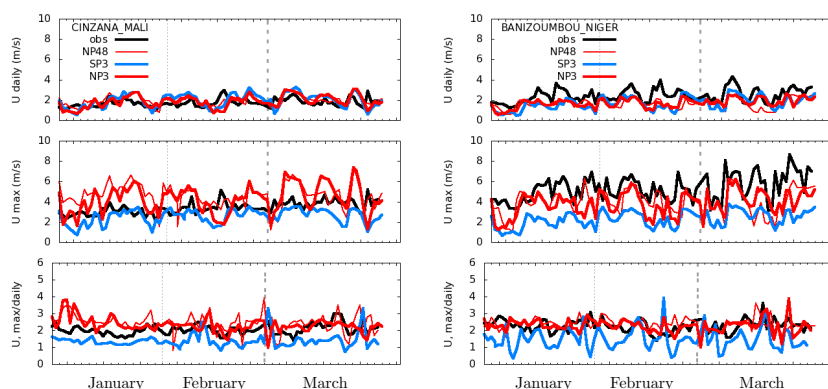 CINZANA_MALI
obs
NP48
SP3
NP3
U daily (m/s)
10
8
6
4
2
0
BANIZOUMBOU_NIGER
obs
NP48
SP3
NP3
U daily (m/s)
10
8
6
4
2
0
U max (m/s)
10
8
6
4
2
0
U max (m/s)
10
8
6
4
2
0
U, max/daily
6
5
4
3
2
1
0
January February March
U, max/daily
6
5
4
3
2
1
0
January February March